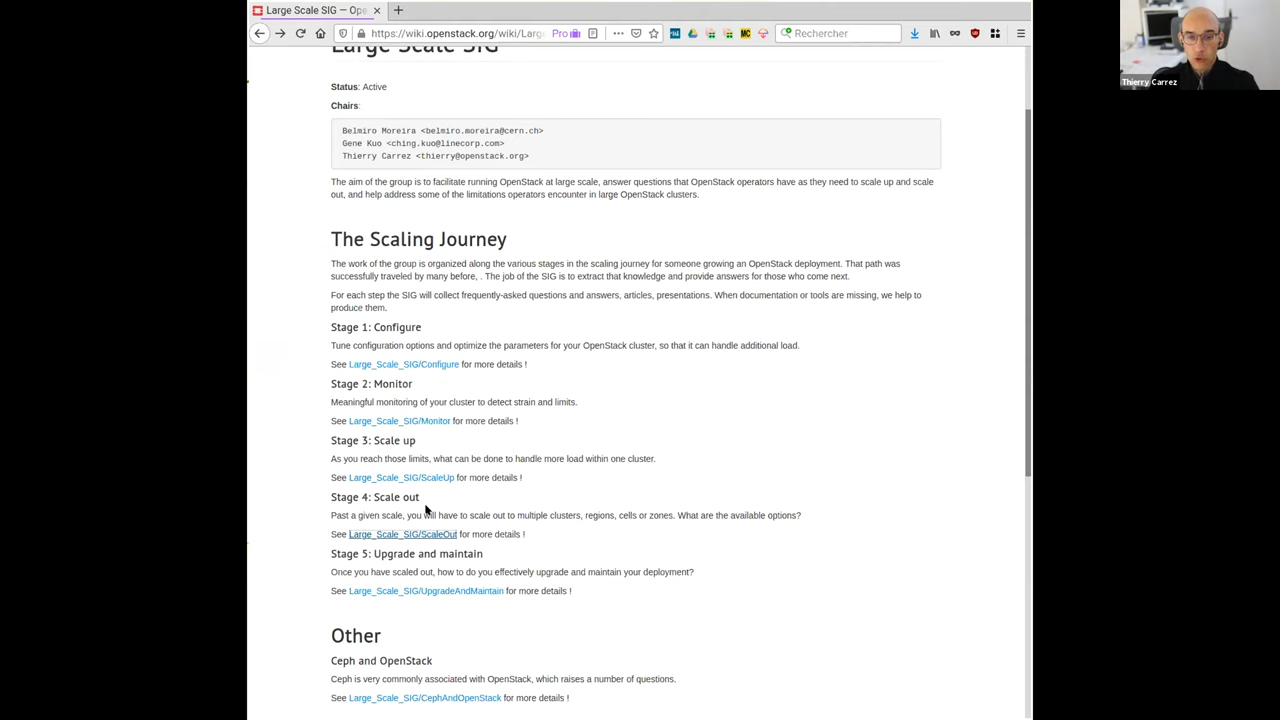 Large Scale SIG — Ope
https://wiki.openstack.org/wiki/Larg
Pro
MC
Rechercher
Thierry Carrez
Large Scale SIG
Status: Active
Chairs:
Belmiro Moreira <belmiro.moreira@cern.ch>
Gene Kuo <ching.kuo@linecorp.com>
Thierry Carrez <thierry@openstack.org>
The aim of the group is to facilitate running OpenStack at large scale, answer questions that OpenStack operators have as they need to scale up and scale
out, and help address some of the limitations operators encounter in large OpenStack clusters.
The Scaling Journey
The work of the group is organized along the various stages in the scaling journey for someone growing an OpenStack deployment. That path was
successfully traveled by many before, . The job of the SIG is to extract that knowledge and provide answers for those who come next.
For each step the SIG will collect frequently-asked questions and answers, articles, presentations. When documentation or tools are missing, we help to
produce them.
Stage 1: Configure
Tune configuration options and optimize the parameters for your OpenStack cluster, so that it can handle additional load.
See Large_Scale_SIG/Configure for more details !
Stage 2: Monitor
Meaningful monitoring of your cluster to detect strain and limits.
See Large_Scale_SIG/Monitor for more details !
Stage 3: Scale up
As you reach those limits, what can be done to handle more load within one cluster.
See Large_Scale_SIG/ScaleUp for more details !
Stage 4: Scale out
Past a given scale, you will have to scale out to multiple clusters, regions, cells or zones. What are the available options?
See Large_Scale_SIG/ScaleOut for more details !
Stage 5: Upgrade and maintain
Once you have scaled out, how to do you effectively upgrade and maintain your deployment?
See Large_Scale_SIG/UpgradeAndMaintain for more details !
Other
Ceph and OpenStack
Ceph is very commonly associated with OpenStack, which raises a number of questions.
See Large_Scale_SIG/CephAndOpenStack for more details !